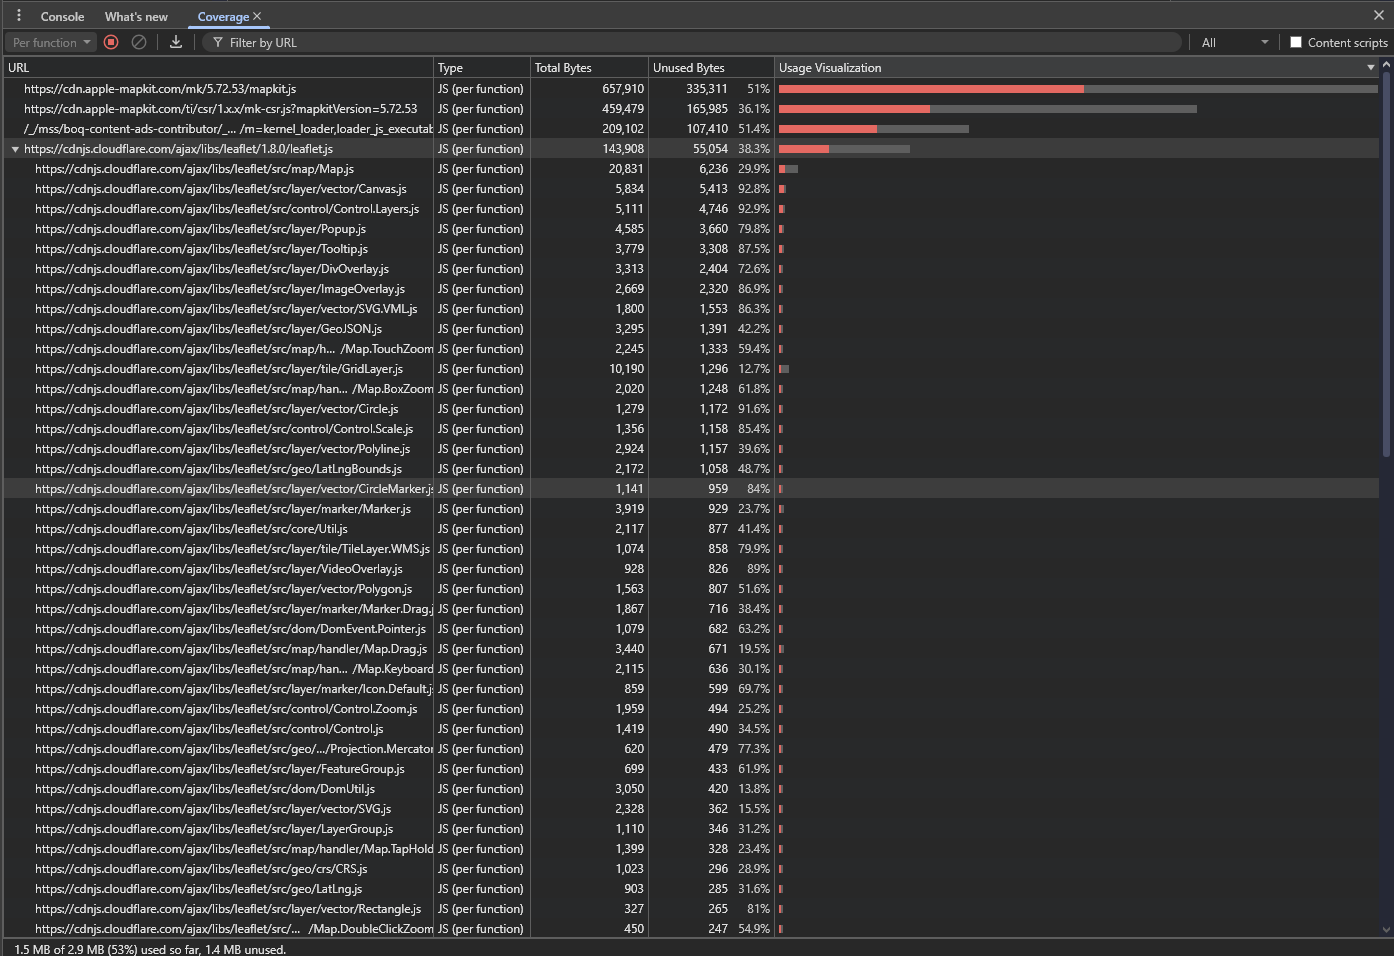 Console What's new Coverage
Per function Filter by URL All Content scripts
URL Type Total Bytes Unused Bytes Usage Visualization
https://cdn.apple-mapkit.com/mk/5.72.53/mapkit.js JS (per function) 657,910 335,311 51%
https://cdn.apple-mapkit.com/ti/csr/1.x.x/mk-csr.js?mapkitVersion=5.72.53 JS (per function) 459,479 165,985 36.1%
/_/mss/boq-content-ads-contributor/_... /m=kernel_loader,loader_js_executab JS (per function) 209,102 107,410 51.4%
https://cdnjs.cloudflare.com/ajax/libs/leaflet/1.8.0/leaflet.js JS (per function) 143,908 55,054 38.3%
https://cdnjs.cloudflare.com/ajax/libs/leaflet/src/map/Map.js JS (per function) 20,831 6,236 29.9%
https://cdnjs.cloudflare.com/ajax/libs/leaflet/src/layer/vector/Canvas.js JS (per function) 5,834 5,413 92.8%
https://cdnjs.cloudflare.com/ajax/libs/leaflet/src/control/Control.Layers.js JS (per function) 5,111 4,746 92.9%
https://cdnjs.cloudflare.com/ajax/libs/leaflet/src/layer/Popup.js JS (per function) 4,585 3,660 79.8%
https://cdnjs.cloudflare.com/ajax/libs/leaflet/src/layer/Tooltip.js JS (per function) 3,779 3,308 87.5%
https://cdnjs.cloudflare.com/ajax/libs/leaflet/src/layer/DivOverlay.js JS (per function) 3,313 2,404 72.6%
https://cdnjs.cloudflare.com/ajax/libs/leaflet/src/layer/ImageOverlay.js JS (per function) 2,669 2,320 86.9%
https://cdnjs.cloudflare.com/ajax/libs/leaflet/src/layer/vector/SVG.VML.js JS (per function) 1,800 1,553 86.3%
https://cdnjs.cloudflare.com/ajax/libs/leaflet/src/layer/GeoJSON.js JS (per function) 3,295 1,391 42.2%
https://cdnjs.cloudflare.com/ajax/libs/leaflet/src/map/h... /Map.TouchZoom JS (per function) 2,245 1,333 59.4%
https://cdnjs.cloudflare.com/ajax/libs/leaflet/src/layer/tile/GridLayer.js JS (per function) 10,190 1,296 12.7%
https://cdnjs.cloudflare.com/ajax/libs/leaflet/src/map/han... /Map.BoxZoom JS (per function) 2,020 1,248 61.8%
https://cdnjs.cloudflare.com/ajax/libs/leaflet/src/layer/vector/Circle.js JS (per function) 1,279 1,172 91.6%
https://cdnjs.cloudflare.com/ajax/libs/leaflet/src/control/Control.Scale.js JS (per function) 1,356 1,158 85.4%
https://cdnjs.cloudflare.com/ajax/libs/leaflet/src/layer/vector/Polyline.js JS (per function) 2,924 1,157 39.6%
https://cdnjs.cloudflare.com/ajax/libs/leaflet/src/geo/LatLngBounds.js JS (per function) 2,172 1,058 48.7%
https://cdnjs.cloudflare.com/ajax/libs/leaflet/src/layer/vector/CircleMarker.js JS (per function) 1,141 959 84%
https://cdnjs.cloudflare.com/ajax/libs/leaflet/src/layer/marker/Marker.js JS (per function) 3,919 929 23.7%
https://cdnjs.cloudflare.com/ajax/libs/leaflet/src/core/Util.js JS (per function) 2,117 877 41.4%
https://cdnjs.cloudflare.com/ajax/libs/leaflet/src/layer/tile/TileLayer.WMS.js JS (per function) 1,074 858 79.9%
https://cdnjs.cloudflare.com/ajax/libs/leaflet/src/layer/VideoOverlay.js JS (per function) 928 826 89%
https://cdnjs.cloudflare.com/ajax/libs/leaflet/src/layer/vector/Polygon.js JS (per function) 1,563 807 51.6%
https://cdnjs.cloudflare.com/ajax/libs/leaflet/src/layer/marker/Marker.Drag.j JS (per function) 1,867 716 38.4%
https://cdnjs.cloudflare.com/ajax/libs/leaflet/src/dom/DomEvent.Pointer.js JS (per function) 1,079 682 63.2%
https://cdnjs.cloudflare.com/ajax/libs/leaflet/src/map/handler/Map.Drag.js JS (per function) 3,440 671 19.5%
https://cdnjs.cloudflare.com/ajax/libs/leaflet/src/map/han... /Map.Keyboard JS (per function) 2,115 636 30.1%
https://cdnjs.cloudflare.com/ajax/libs/leaflet/src/layer/marker/Icon.Default.j JS (per function) 859 599 69.7%
https://cdnjs.cloudflare.com/ajax/libs/leaflet/src/control/Control.Zoom.js JS (per function) 1,959 494 25.2%
https://cdnjs.cloudflare.com/ajax/libs/leaflet/src/control/Control.js JS (per function) 1,419 490 34.5%
https://cdnjs.cloudflare.com/ajax/libs/leaflet/src/geo/.../Projection.Mercator JS (per function) 620 479 77.3%
https://cdnjs.cloudflare.com/ajax/libs/leaflet/src/layer/FeatureGroup.js JS (per function) 699 433 61.9%
https://cdnjs.cloudflare.com/ajax/libs/leaflet/src/dom/DomUtil.js JS (per function) 3,050 420 13.8%
https://cdnjs.cloudflare.com/ajax/libs/leaflet/src/layer/vector/SVG.js JS (per function) 2,328 362 15.5%
https://cdnjs.cloudflare.com/ajax/libs/leaflet/src/layer/LayerGroup.js JS (per function) 1,110 346 31.2%
https://cdnjs.cloudflare.com/ajax/libs/leaflet/src/map/handler/Map.TapHold JS (per function) 1,399 328 23.4%
https://cdnjs.cloudflare.com/ajax/libs/leaflet/src/geo/crs/CRS.js JS (per function) 1,023 296 28.9%
https://cdnjs.cloudflare.com/ajax/libs/leaflet/src/geo/LatLng.js JS (per function) 903 285 31.6%
https://cdnjs.cloudflare.com/ajax/libs/leaflet/src/layer/vector/Rectangle.js JS (per function) 327 265 81%
https://cdnjs.cloudflare.com/ajax/libs/leaflet/src/... /Map.DoubleClickZoom JS (per function) 450 247 54.9%
1.5 MB of 2.9 MB (53%) used so far, 1.4 MB unused.